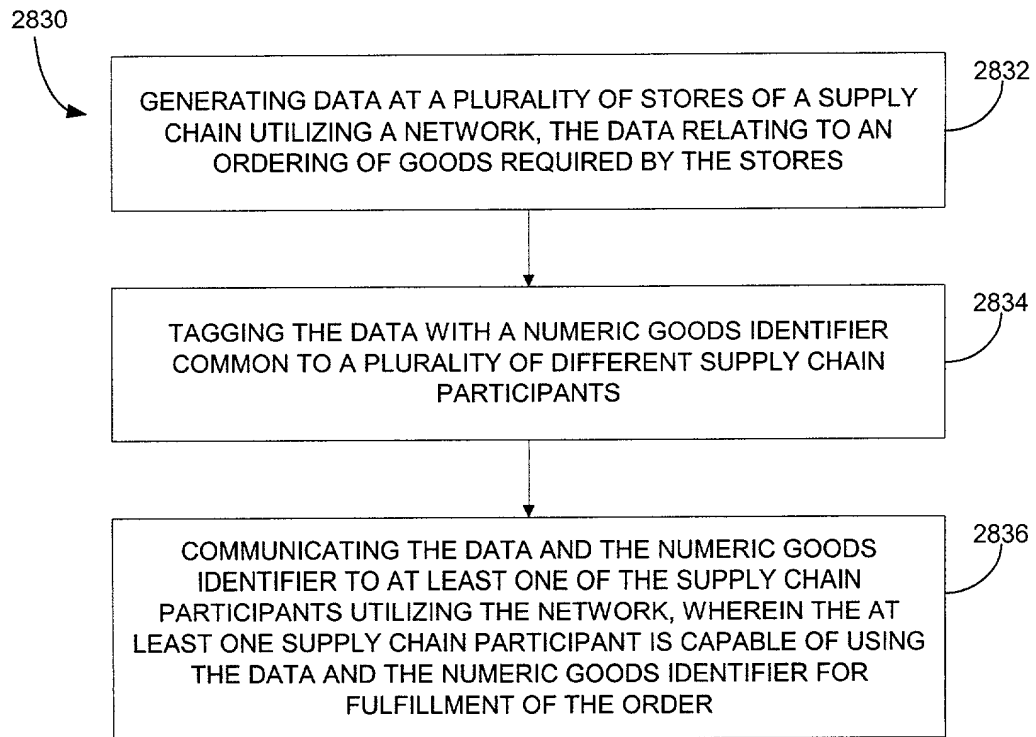 2830
2832
GENERATING DATA AT A PLURALITY OF STORES OF A SUPPLY
CHAIN UTILIZING A NETWORK, THE DATA RELATING TO AN
ORDERING OF GOODS REQUIRED BY THE STORES
2834
TAGGING THE DATA WITH A NUMERIC GOODS IDENTIFIER
COMMON TO A PLURALITY OF DIFFERENT SUPPLY CHAIN
PARTICIPANTS
2836
COMMUNICATING THE DATA AND THE NUMERIC GOODS
IDENTIFIER TO AT LEAST ONE OF THE SUPPLY CHAIN
PARTICIPANTS UTILIZING THE NETWORK, WHEREIN THE AT
LEAST ONE SUPPLY CHAIN PARTICIPANT IS CAPABLE OF USING
THE DATA AND THE NUMERIC GOODS IDENTIFIER FOR
FULFILLMENT OF THE ORDER